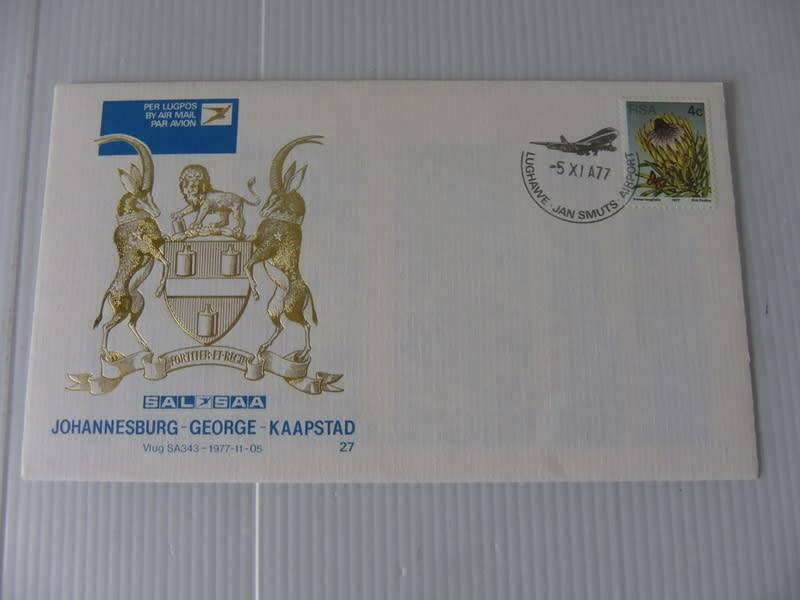 PER LUGPOS
BY AIR MAIL
PAR AVION
RSA 4c
-5 XI A77
LUGHAWE · JAN SMUTS AIRPORT
1977
FORTITER ET RECTE
SAL SAA
JOHANNESBURG - GEORGE - KAAPSTAD
Vlug SA343 - 1977-11-05 27